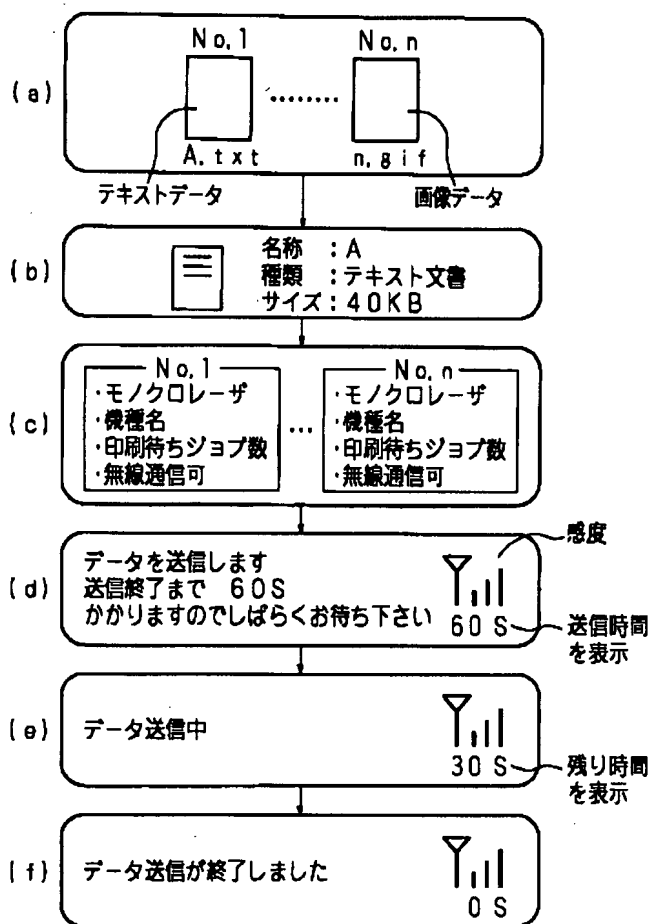 No.1 No.n
(a)
A.txt n.gif
テキストデータ 画像データ
(b)
名称 :A
種類 :テキスト文書
サイズ:40KB
(c)
No.1 No.n
・モノクロレーザ ・モノクロレーザ
・機種名 ・機種名
・印刷待ちジョブ数 ・印刷待ちジョブ数
・無線通信可 ・無線通信可
感度
(d)
データを送信します
送信終了まで 60S
かかりますのでしばらくお待ち下さい
60 S
送信時間
を表示
(e) データ送信中
30 S
残り時間
を表示
(f) データ送信が終了しました
0 S